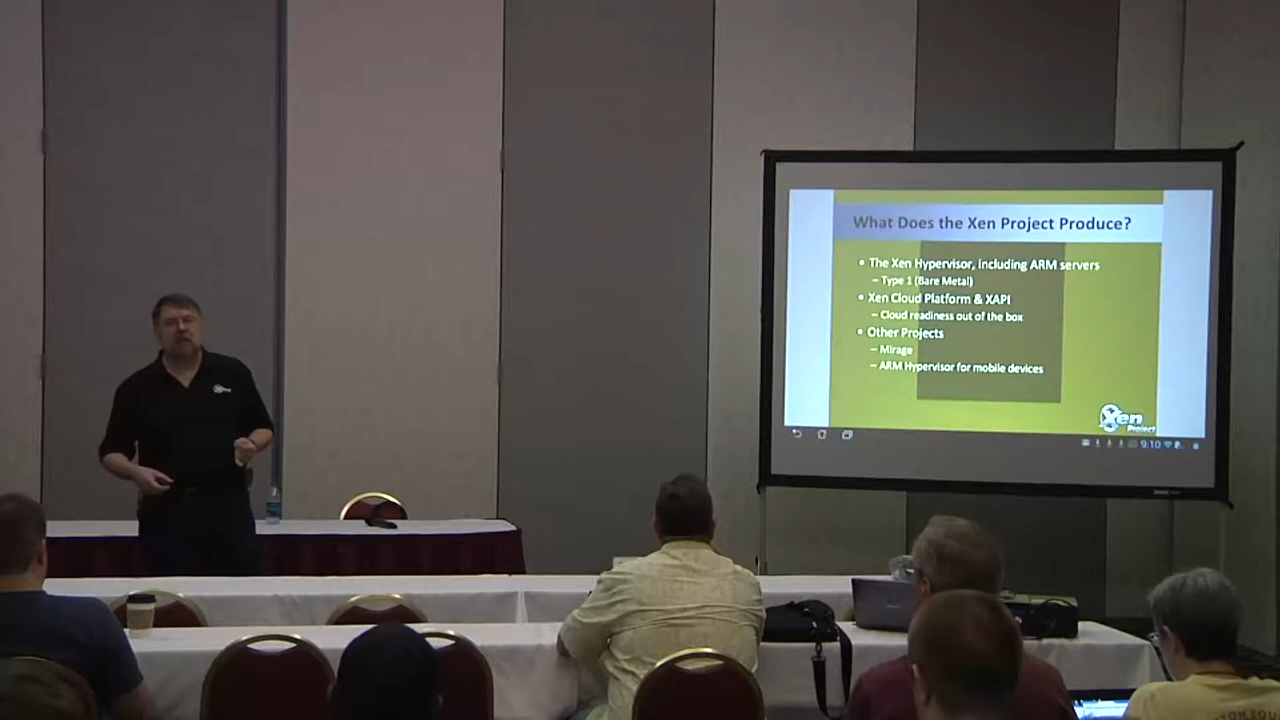 What Does the Xen Project Produce?
• The Xen Hypervisor, including ARM servers
– Type 1 (Bare Metal)
• Xen Cloud Platform & XAPI
– Cloud readiness out of the box
• Other Projects
– Mirage
– ARM Hypervisor for mobile devices
Xen
Project
9:10
Xen